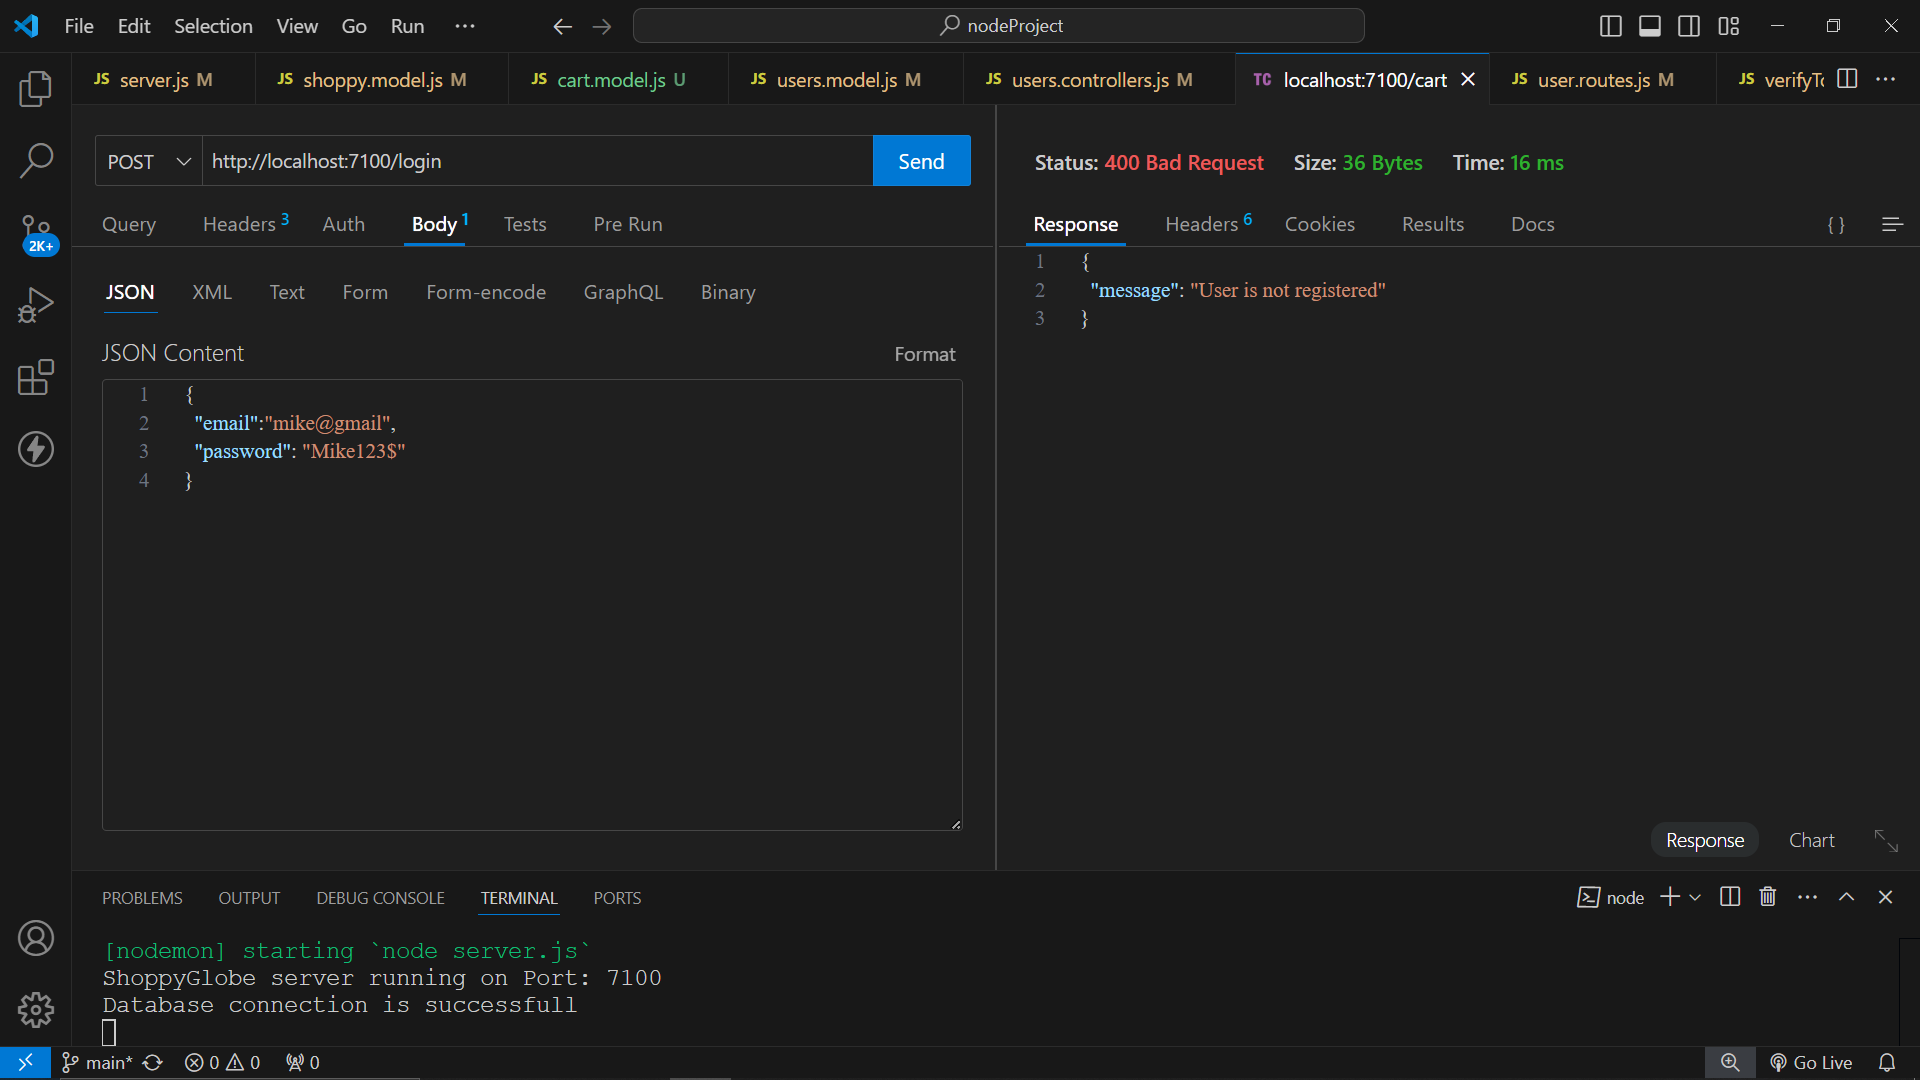 File Edit Selection View Go Run ··· nodeProject
JS server.js M JS shoppy.model.js M JS cart.model.js U JS users.model.js M JS users.controllers.js M TC localhost:7100/cart JS user.routes.js M JS verifyTo ···
POST http://localhost:7100/login Send
Query Headers 3 Auth Body 1 Tests Pre Run
2K+
JSON XML Text Form Form-encode GraphQL Binary
JSON Content Format
1 {
2 "email":"mike@gmail",
3 "password": "Mike123$"
4 }
Status: 400 Bad Request Size: 36 Bytes Time: 16 ms
Response Headers 6 Cookies Results Docs { }
1 {
2 "message": "User is not registered"
3 }
Response Chart
PROBLEMS OUTPUT DEBUG CONSOLE TERMINAL PORTS node ···
[nodemon] starting `node server.js`
ShoppyGlobe server running on Port: 7100
Database connection is successfull
main* 0 0 0 Go Live